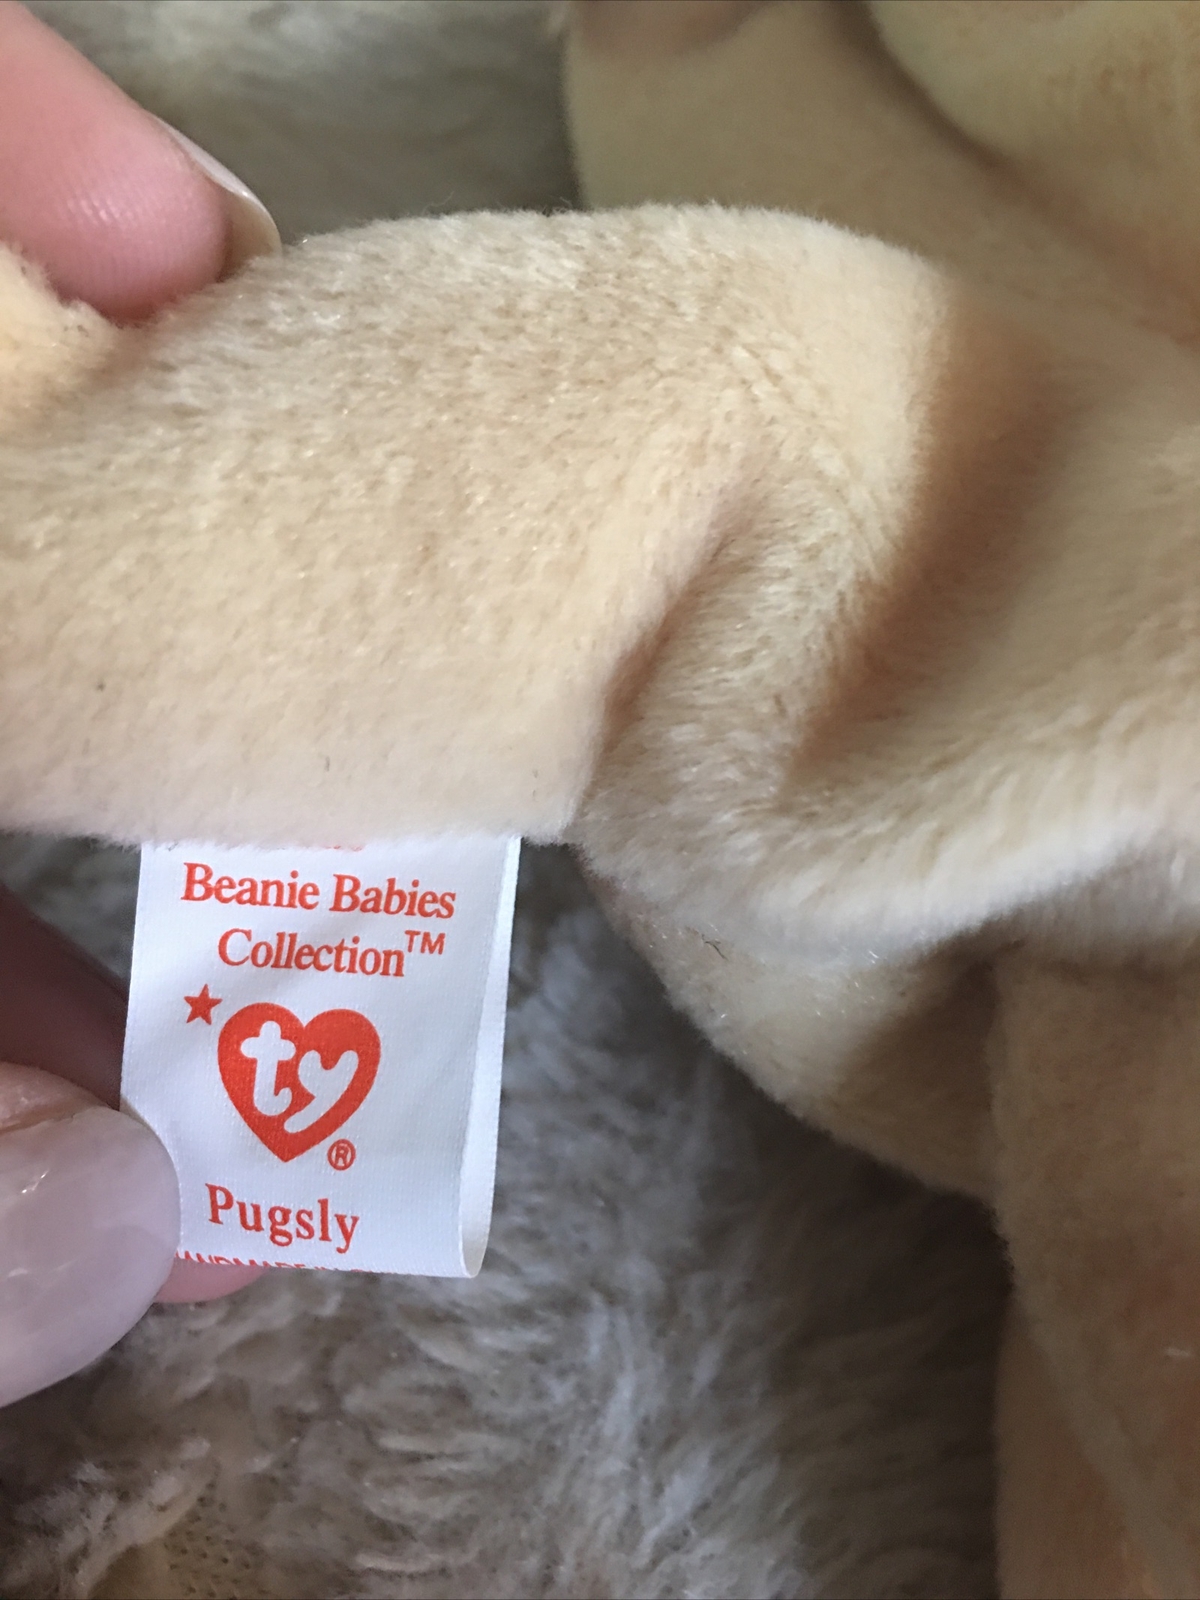 Beanie Babies
Collection™
ty
®
Pugsly